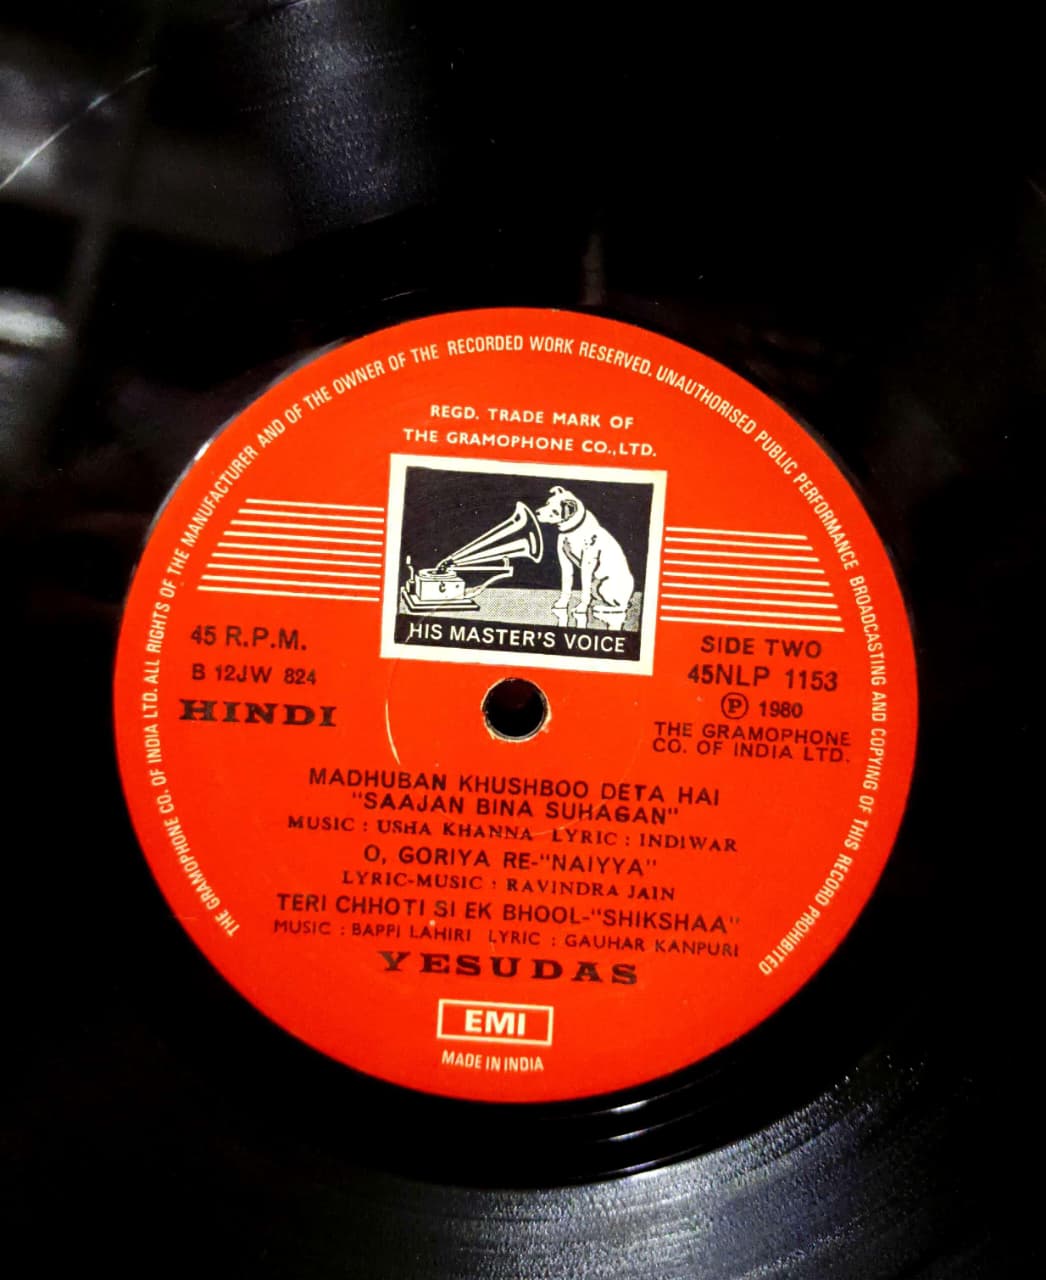 THE GRAMOPHONE CO. OF INDIA LTD. ALL RIGHTS OF THE MANUFACTURER AND OF THE OWNER OF THE RECORDED WORK RESERVED. UNAUTHORISED PUBLIC PERFORMANCE BROADCASTING AND COPYING OF THIS RECORD PROHIBITED
REGD. TRADE MARK OF
THE GRAMOPHONE CO.,LTD.
HIS MASTER'S VOICE
45 R.P.M.
B 12JW 824
HINDI
SIDE TWO
45NLP 1153
Ⓟ 1980
THE GRAMOPHONE
CO. OF INDIA LTD.
MADHUBAN KHUSHBOO DETA HAI
"SAAJAN BINA SUHAGAN"
MUSIC : USHA KHANNA LYRIC : INDIWAR
O, GORIYA RE-"NAIYYA"
LYRIC-MUSIC : RAVINDRA JAIN
TERI CHHOTI SI EK BHOOL-"SHIKSHAA"
MUSIC : BAPPI LAHIRI LYRIC : GAUHAR KANPURI
YESUDAS
EMI
MADE IN INDIA